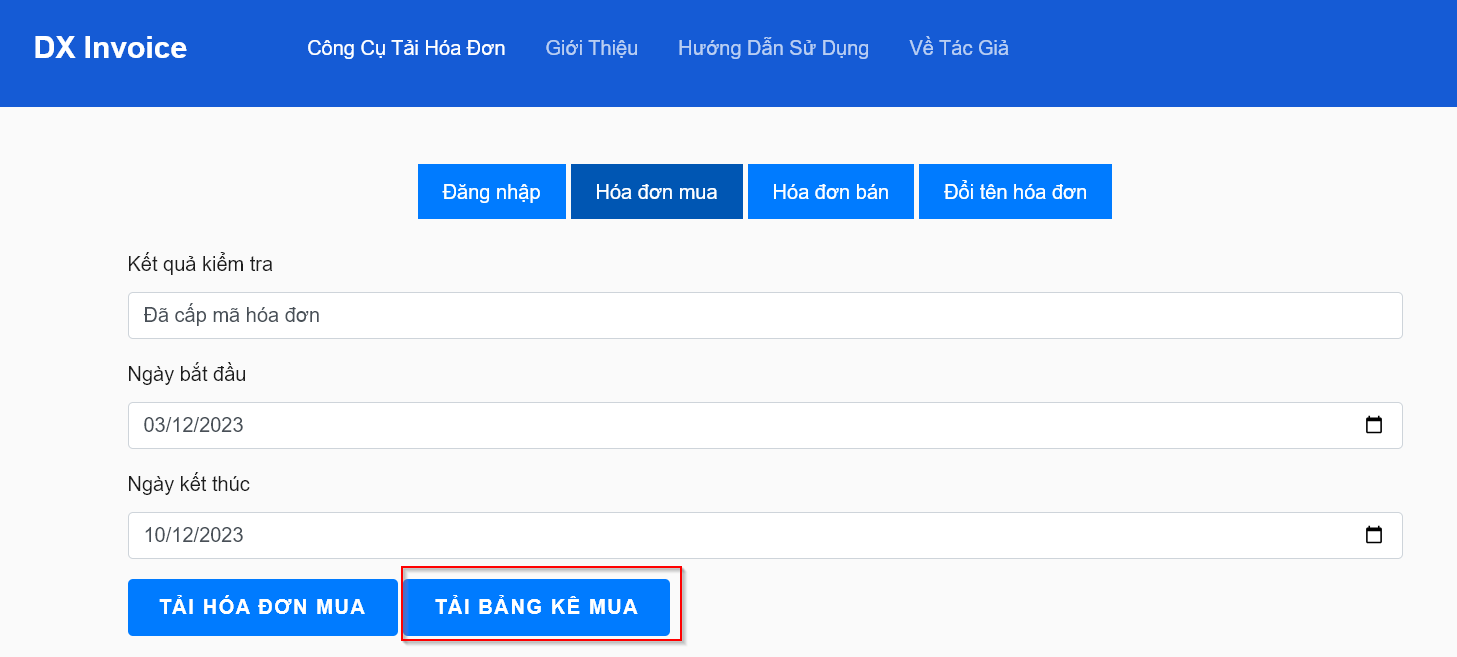 DX Invoice
Công Cụ Tải Hóa Đơn
Giới Thiệu
Hướng Dẫn Sử Dụng
Về Tác Giả
Đăng nhập
Hóa đơn mua
Hóa đơn bán
Đổi tên hóa đơn
Kết quả kiểm tra
Đã cấp mã hóa đơn
Ngày bắt đầu
03/12/2023
Ngày kết thúc
10/12/2023
TẢI HÓA ĐƠN MUA
TẢI BẢNG KÊ MUA